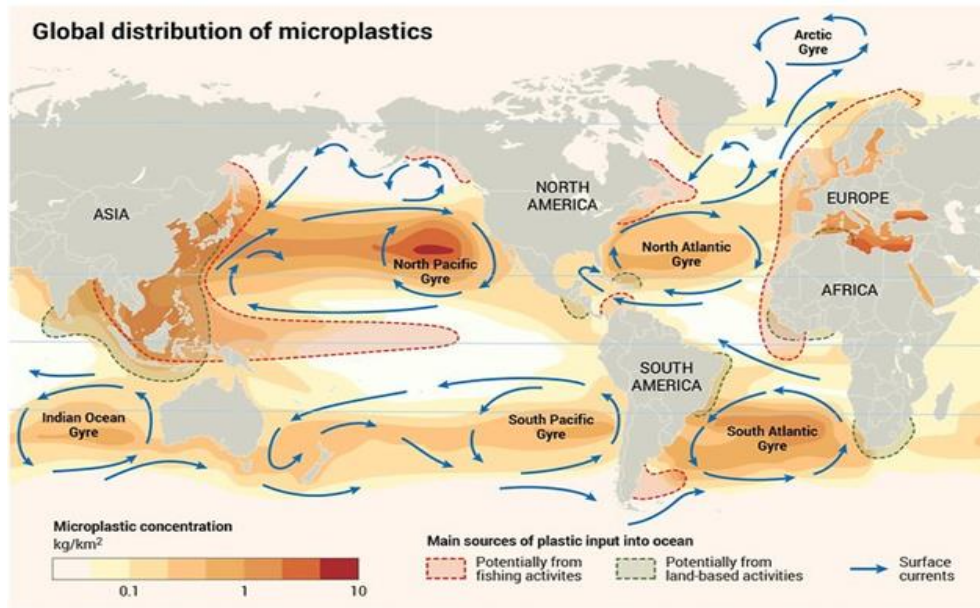 Global distribution of microplastics
Arctic
Gyre
ASIA
NORTH
AMERICA
EUROPE
North Pacific
Gyre
North Atlantic
Gyre
AFRICA
SOUTH
AMERICA
Indian Ocean
Gyre
South Pacific
Gyre
South Atlantic
Gyre
Microplastic concentration
kg/km²
0.1 1 10
Main sources of plastic input into ocean
Potentially from
fishing activites
Potentially from
land-based activities
Surface
currents